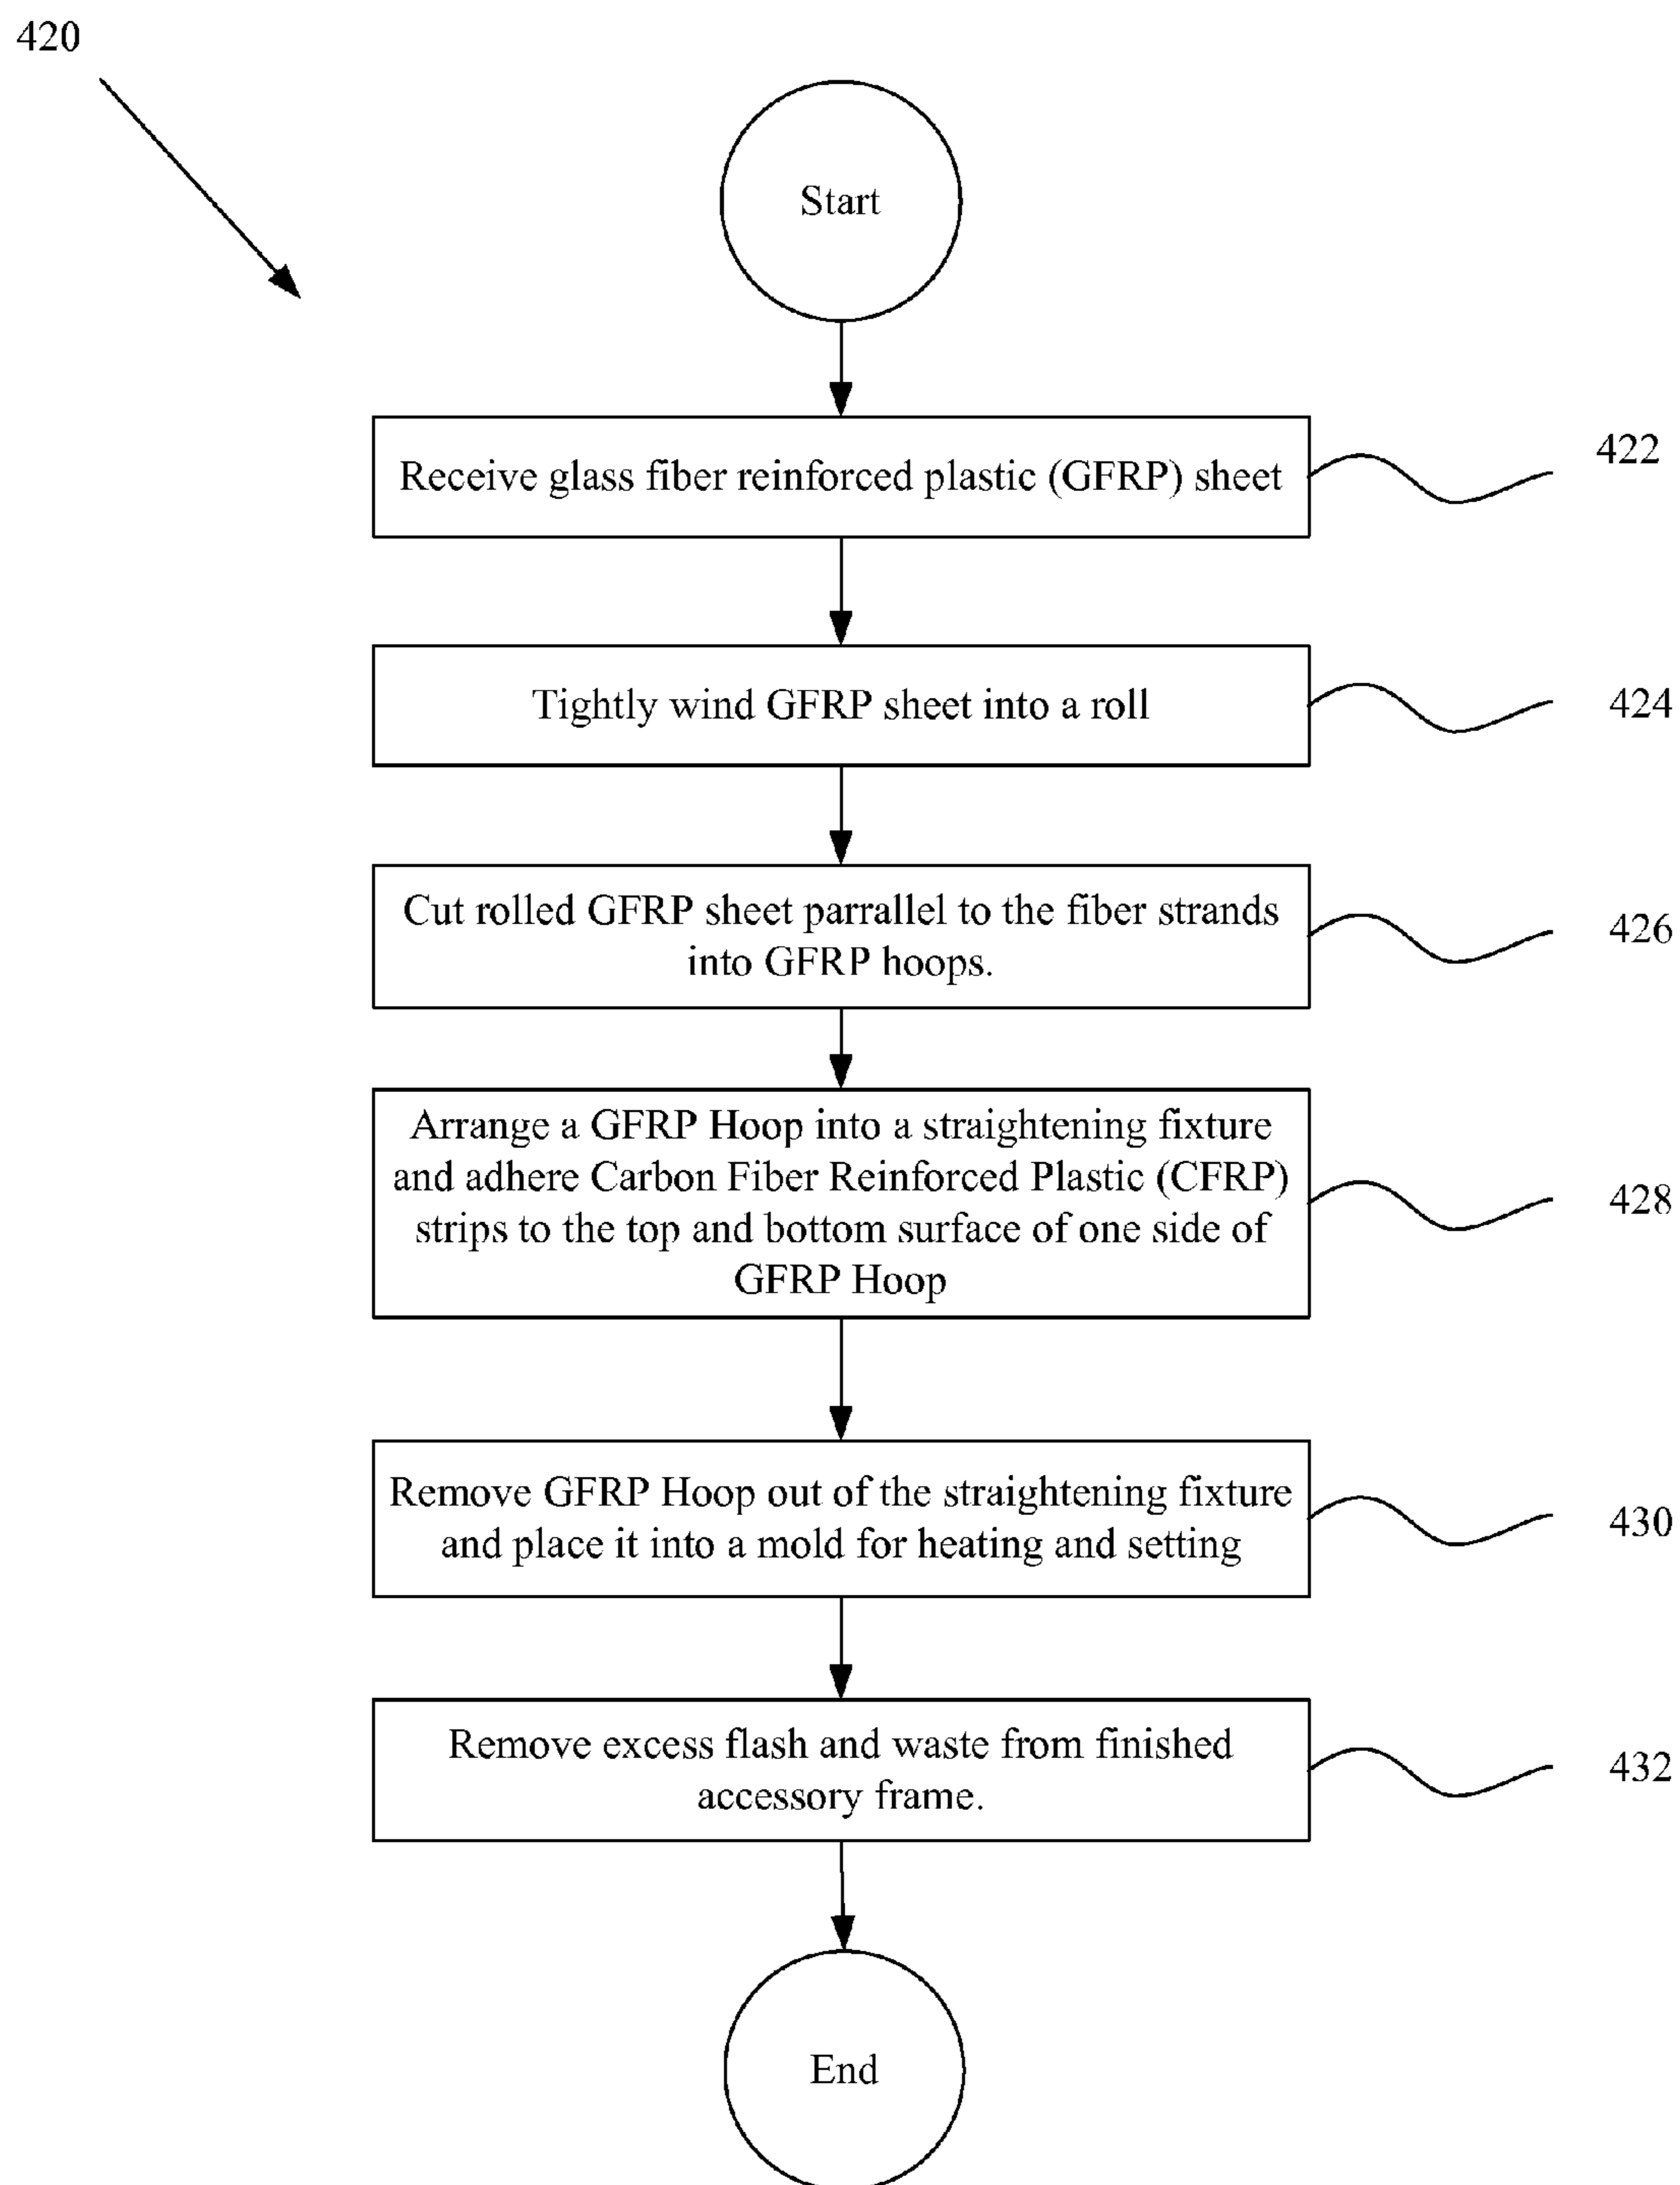 420
Start
Receive glass fiber reinforced plastic (GFRP) sheet
422
Tightly wind GFRP sheet into a roll
424
Cut rolled GFRP sheet parrallel to the fiber strands
into GFRP hoops.
426
Arrange a GFRP Hoop into a straightening fixture
and adhere Carbon Fiber Reinforced Plastic (CFRP)
strips to the top and bottom surface of one side of
GFRP Hoop
428
Remove GFRP Hoop out of the straightening fixture
and place it into a mold for heating and setting
430
Remove excess flash and waste from finished
accessory frame.
432
End